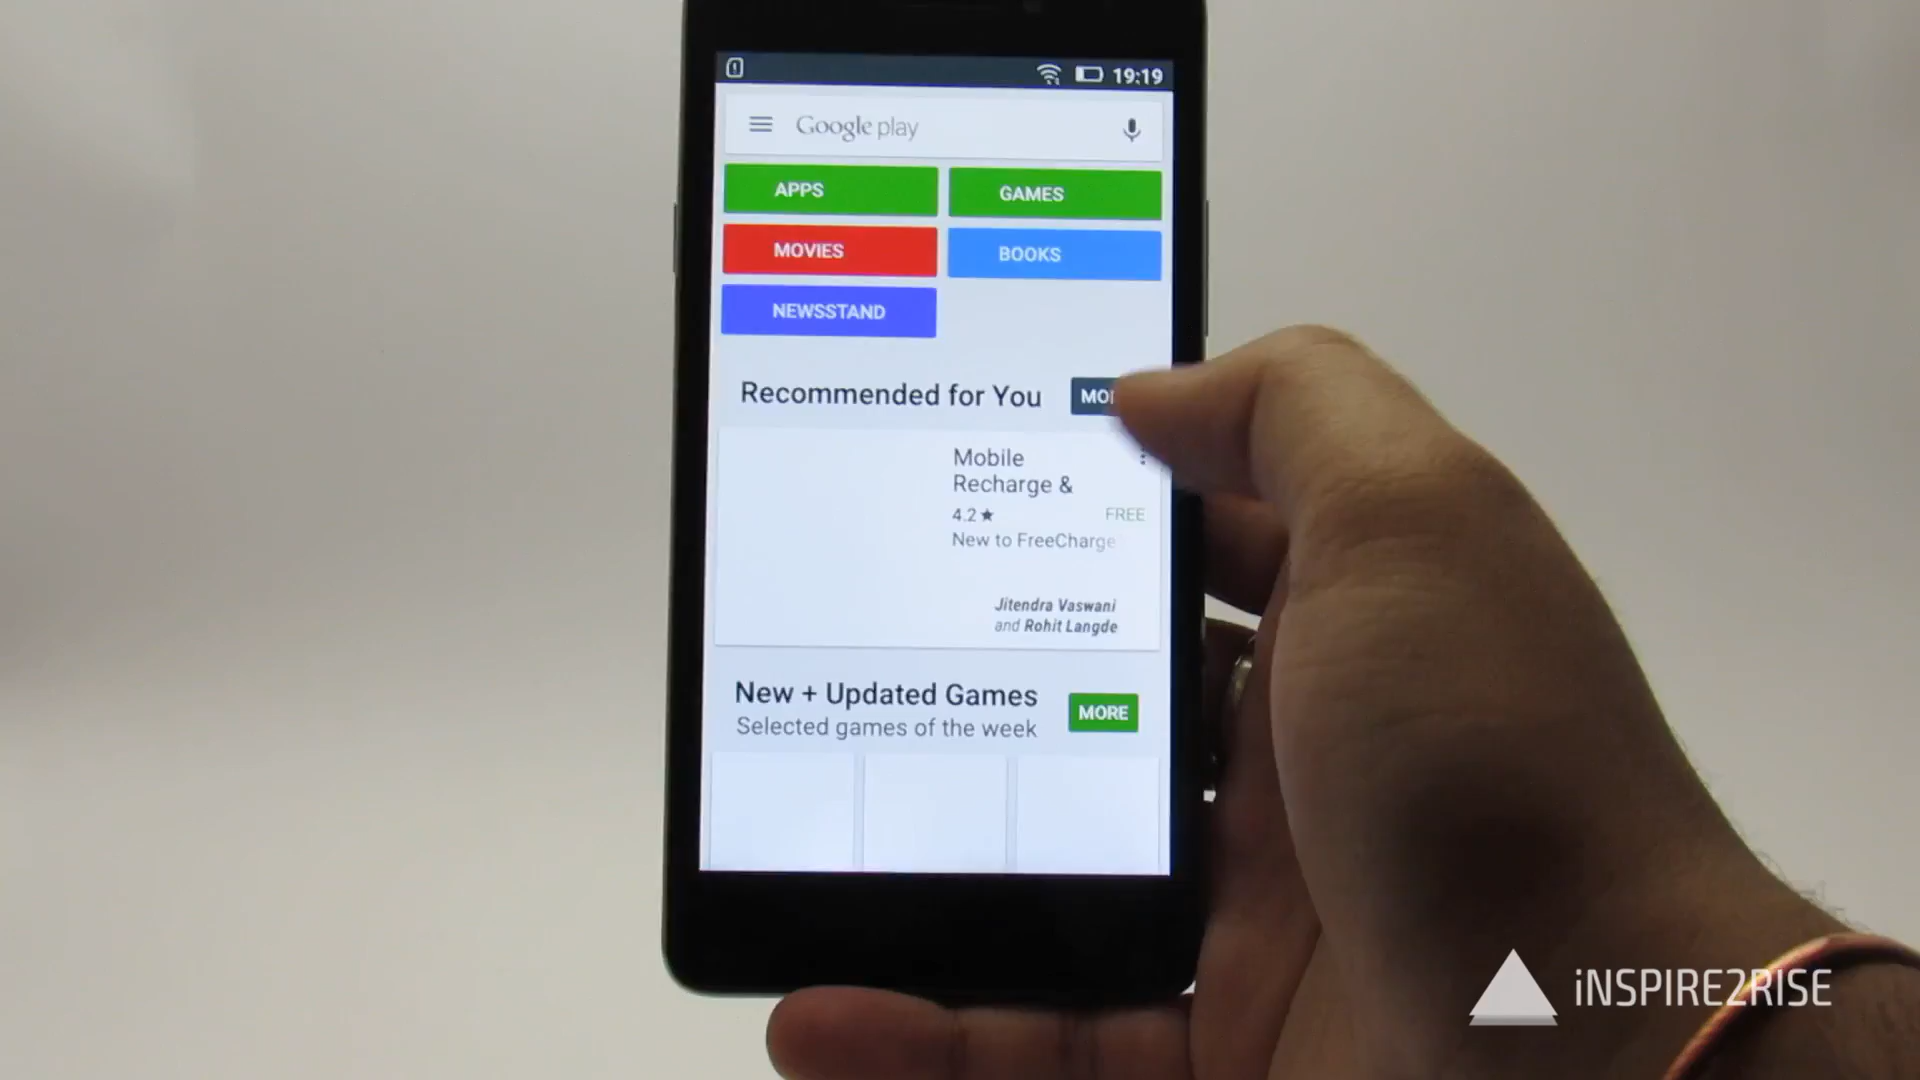 19:19
Google play
APPS
GAMES
MOVIES
BOOKS
NEWSSTAND
Recommended for You
Mobile
Recharge &
4.2★
FREE
New to FreeCharge
Jitendra Vaswani
and Rohit Langde
New + Updated Games
MORE
Selected games of the week
iNSPIRE2RISE